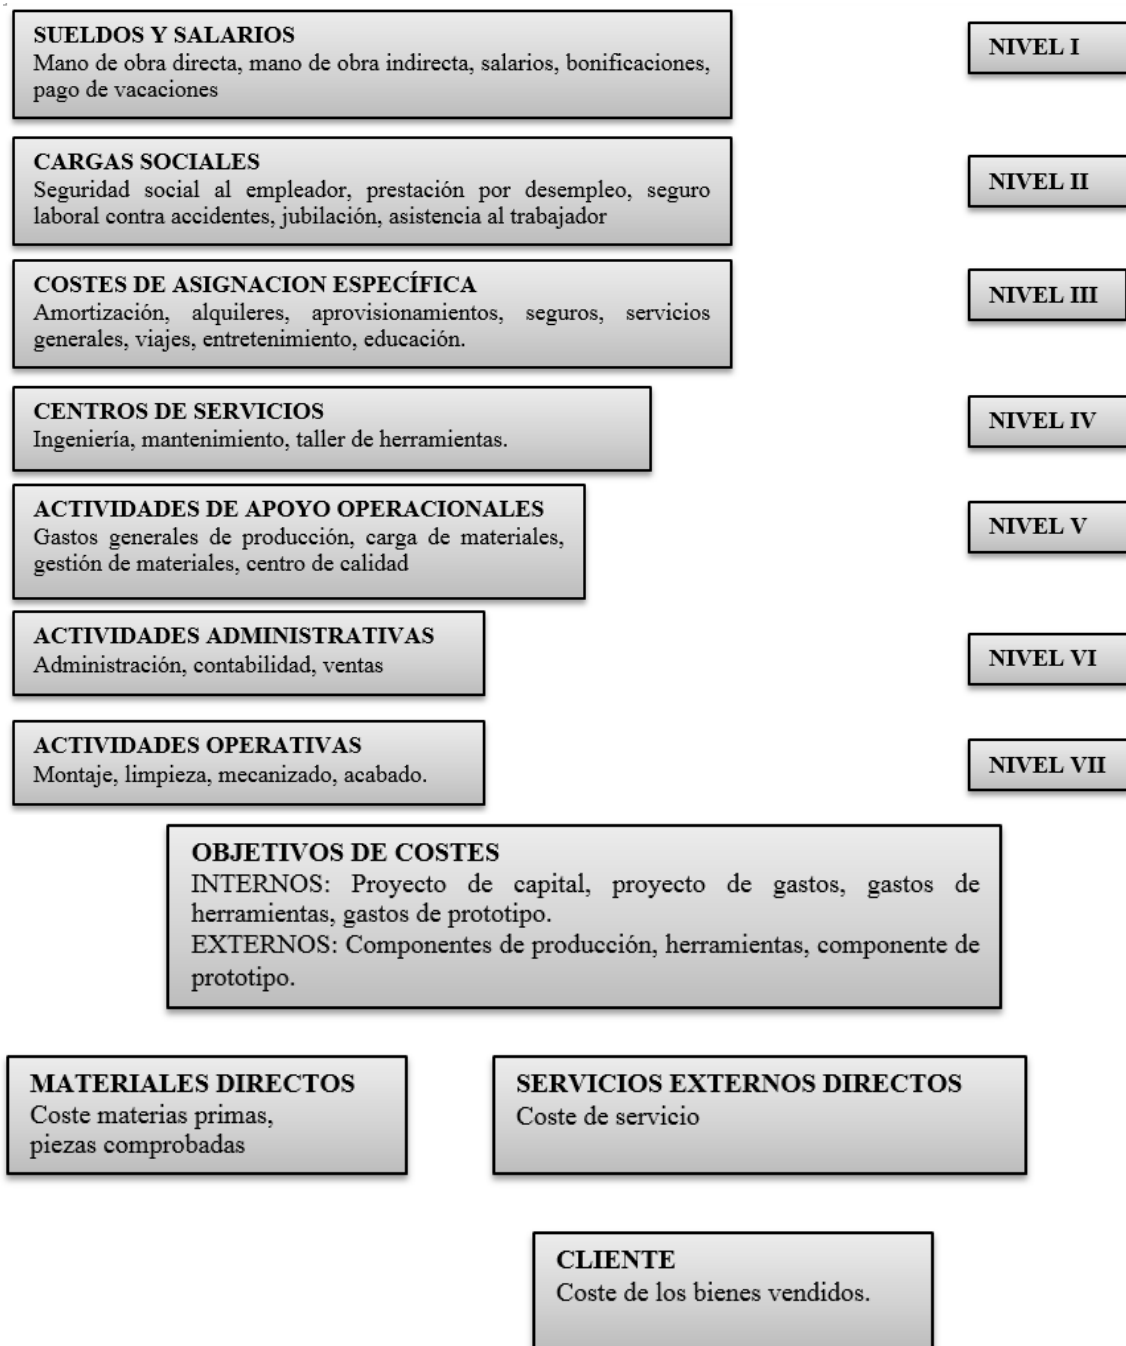 SUELDOS Y SALARIOS
Mano de obra directa, mano de obra indirecta, salarios, bonificaciones,
pago de vacaciones
NIVEL I
CARGAS SOCIALES
Seguridad social al empleador, prestación por desempleo, seguro
laboral contra accidentes, jubilación, asistencia al trabajador
NIVEL II
COSTES DE ASIGNACION ESPECÍFICA
Amortización, alquileres, aprovisionamientos, seguros, servicios
generales, viajes, entretenimiento, educación.
NIVEL III
CENTROS DE SERVICIOS
Ingeniería, mantenimiento, taller de herramientas.
NIVEL IV
ACTIVIDADES DE APOYO OPERACIONALES
Gastos generales de producción, carga de materiales,
gestión de materiales, centro de calidad
NIVEL V
ACTIVIDADES ADMINISTRATIVAS
Administración, contabilidad, ventas
NIVEL VI
ACTIVIDADES OPERATIVAS
Montaje, limpieza, mecanizado, acabado.
NIVEL VII
OBJETIVOS DE COSTES
INTERNOS: Proyecto de capital, proyecto de gastos, gastos de
herramientas, gastos de prototipo.
EXTERNOS: Componentes de producción, herramientas, componente de
prototipo.
MATERIALES DIRECTOS
Coste materias primas,
piezas comprobadas
SERVICIOS EXTERNOS DIRECTOS
Coste de servicio
CLIENTE
Coste de los bienes vendidos.